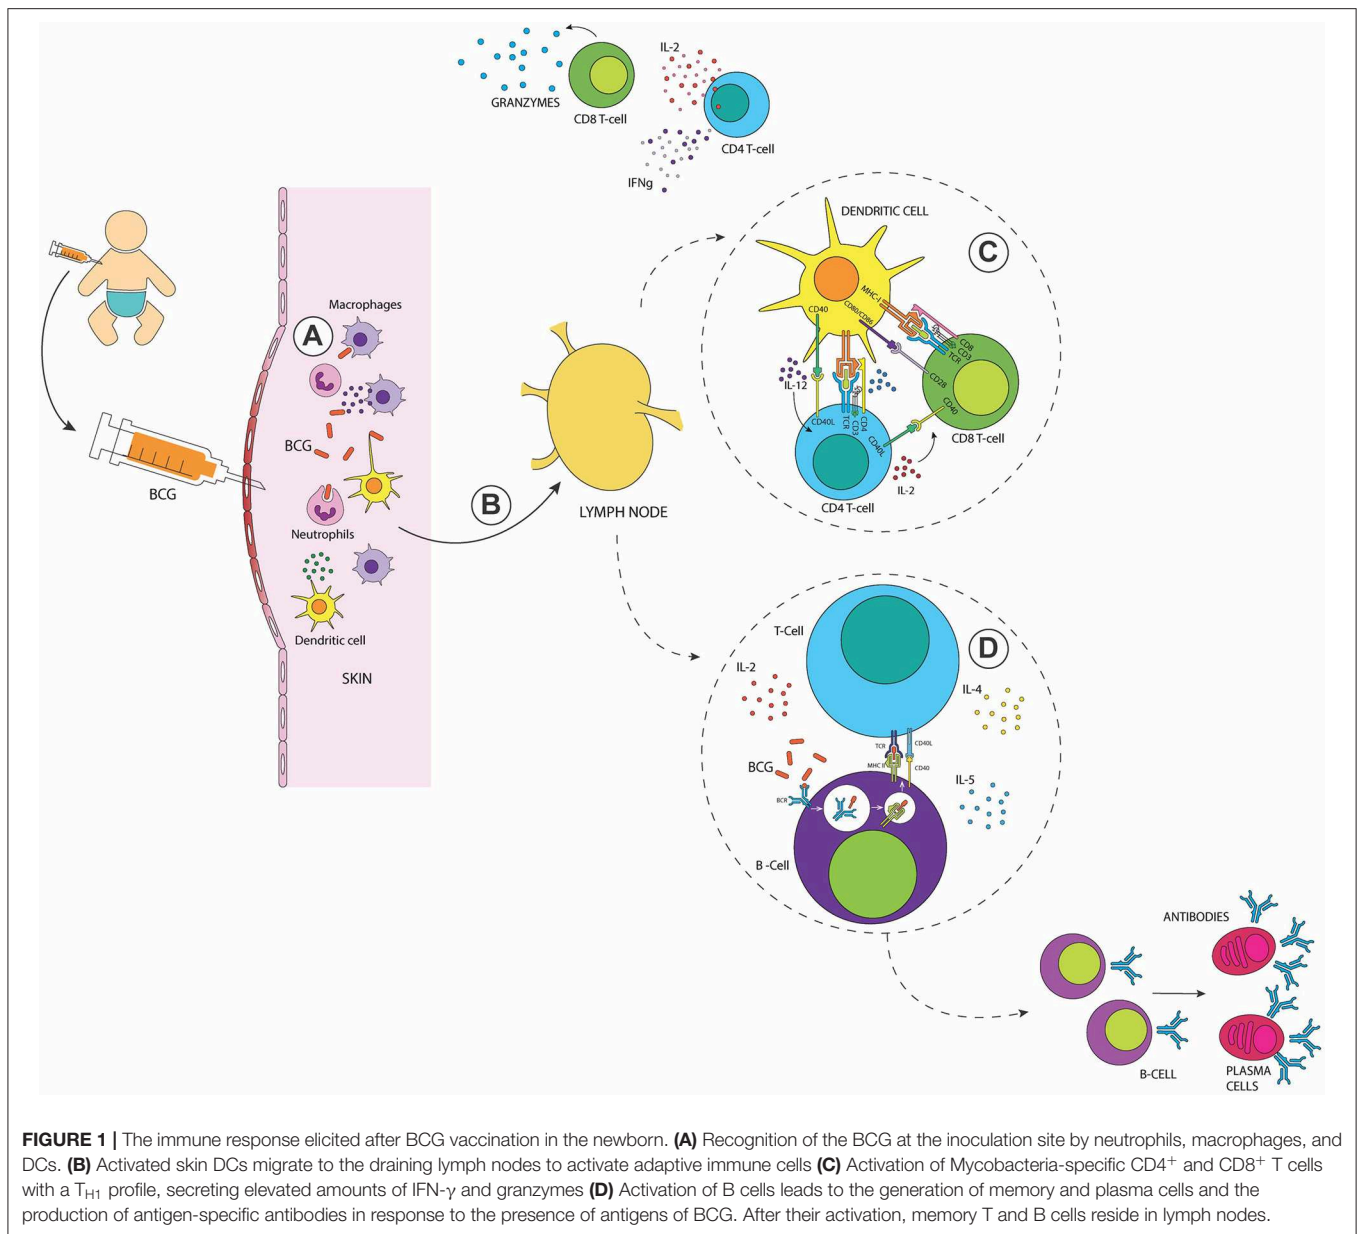 IL-2
GRANZYMES
CD8 T-cell
CD4 T-cell
IFNg
Macrophages
A
BCG
Neutrophils
Dendritic cell
SKIN
BCG
B
LYMPH NODE
DENDRITIC CELL
C
MHC-I
CD80/CD86
CD40
CD8
CD3
TCR
CD28
CD40
CD8 T-cell
IL-12
CD40L
TCR
CD3
CD4
CD40L
IL-2
CD4 T-cell
T-Cell
D
IL-2
IL-4
TCR
CD40L
MHC II
CD40
BCG
IL-5
BCR
B -Cell
ANTIBODIES
B-CELL
PLASMA
CELLS
FIGURE 1 | The immune response elicited after BCG vaccination in the newborn. (A) Recognition of the BCG at the inoculation site by neutrophils, macrophages, and
DCs. (B) Activated skin DCs migrate to the draining lymph nodes to activate adaptive immune cells (C) Activation of Mycobacteria-specific CD4+ and CD8+ T cells
with a TH1 profile, secreting elevated amounts of IFN-γ and granzymes (D) Activation of B cells leads to the generation of memory and plasma cells and the
production of antigen-specific antibodies in response to the presence of antigens of BCG. After their activation, memory T and B cells reside in lymph nodes.